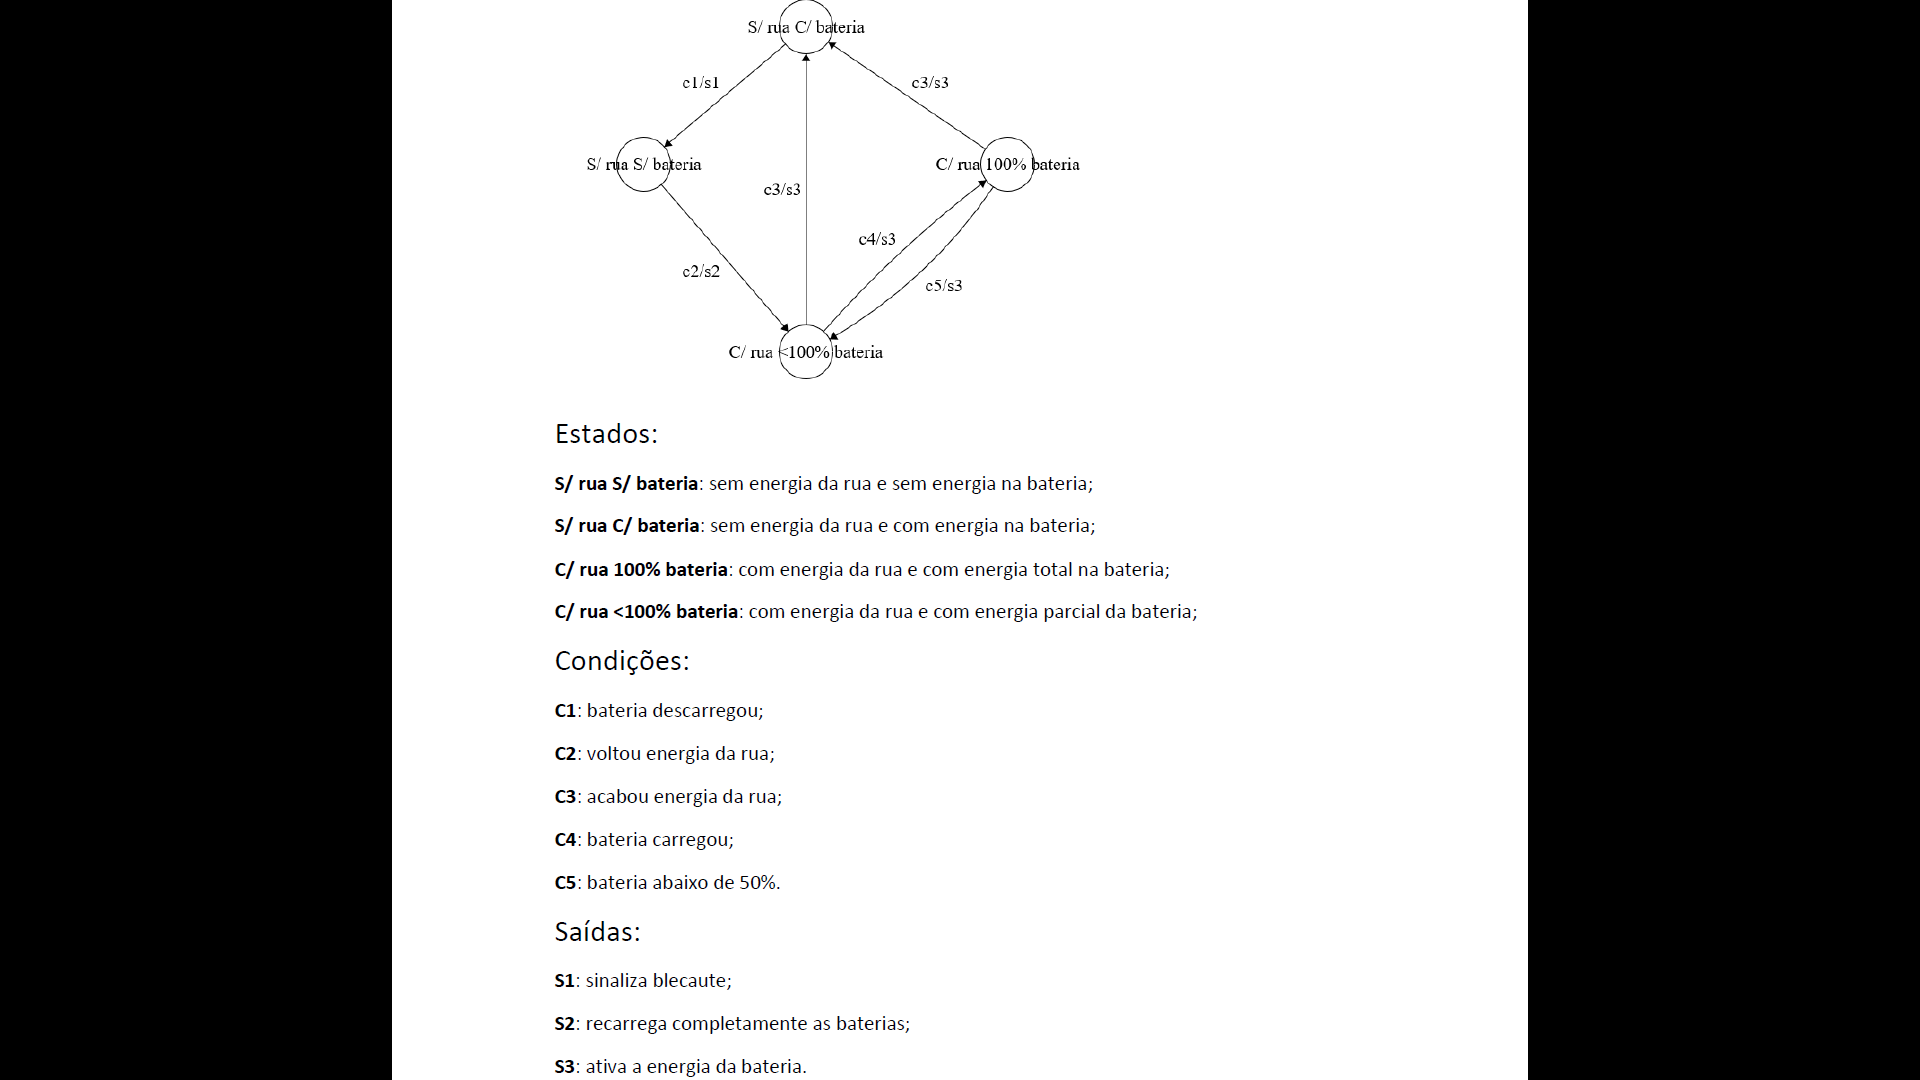 S/ rua C/ bateria
c1/s1
c3/s3
S/ rua S/ bateria
C/ rua 100% bateria
c3/s3
c4/s3
c2/s2
c5/s3
C/ rua <100% bateria
Estados:
S/ rua S/ bateria: sem energia da rua e sem energia na bateria;
S/ rua C/ bateria: sem energia da rua e com energia na bateria;
C/ rua 100% bateria: com energia da rua e com energia total na bateria;
C/ rua <100% bateria: com energia da rua e com energia parcial da bateria;
Condições:
C1: bateria descarregou;
C2: voltou energia da rua;
C3: acabou energia da rua;
C4: bateria carregou;
C5: bateria abaixo de 50%.
Saídas:
S1: sinaliza blecaute;
S2: recarrega completamente as baterias;
S3: ativa a energia da bateria.